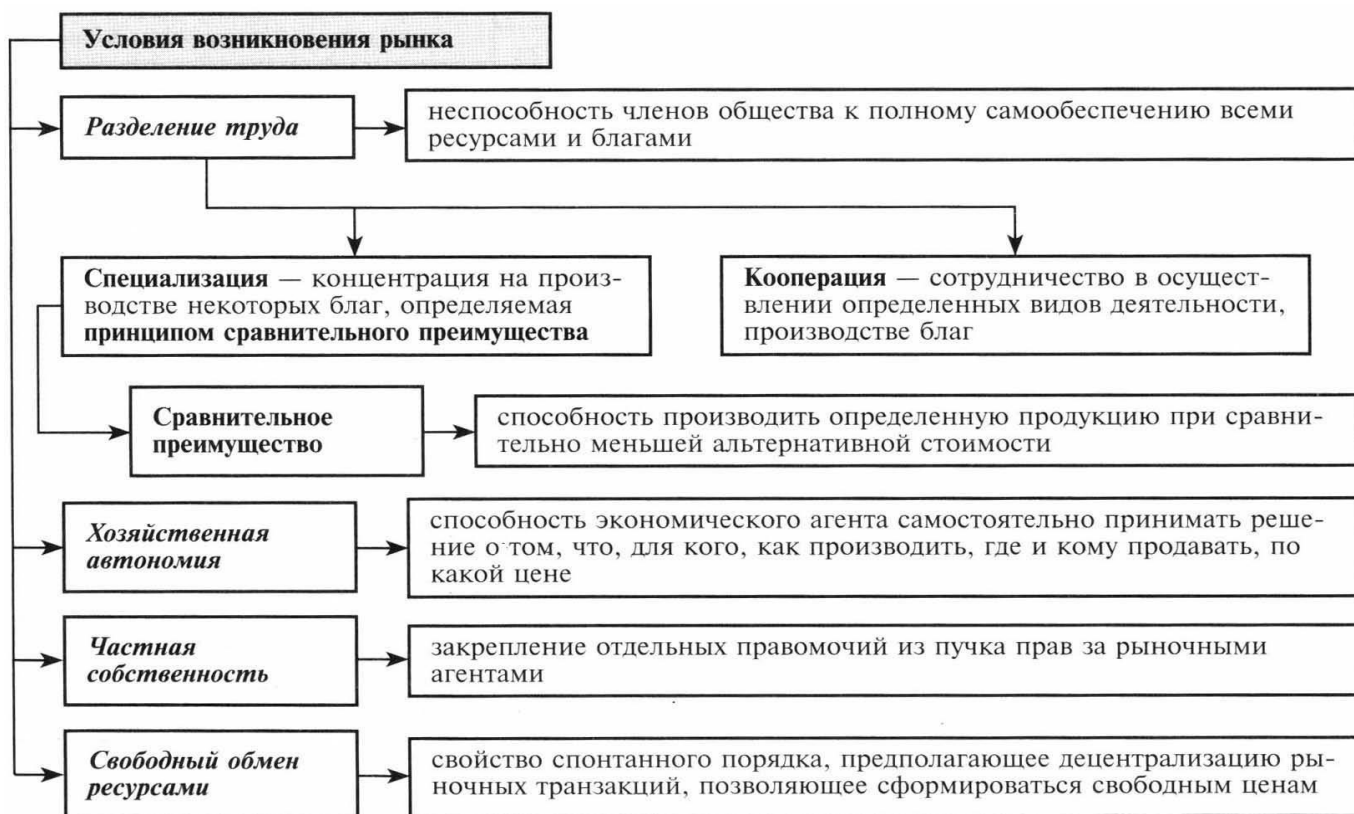 Условия возникновения рынка
Разделение труда
неспособность членов общества к полному самообеспечению всеми
ресурсами и благами
Специализация — концентрация на произ-
водстве некоторых благ, определяемая
принципом сравнительного преимущества
Кооперация — сотрудничество в осущест-
влении определенных видов деятельности,
производстве благ
Сравнительное
преимущество
способность производить определенную продукцию при сравни-
тельно меньшей альтернативной стоимости
Хозяйственная
автономия
способность экономического агента самостоятельно принимать реше-
ние о том, что, для кого, как производить, где и кому продавать, по
какой цене
Частная
собственность
закрепление отдельных правомочий из пучка прав за рыночными
агентами
Свободный обмен
ресурсами
свойство спонтанного порядка, предполагающее децентрализацию ры-
ночных транзакций, позволяющее сформироваться свободным ценам